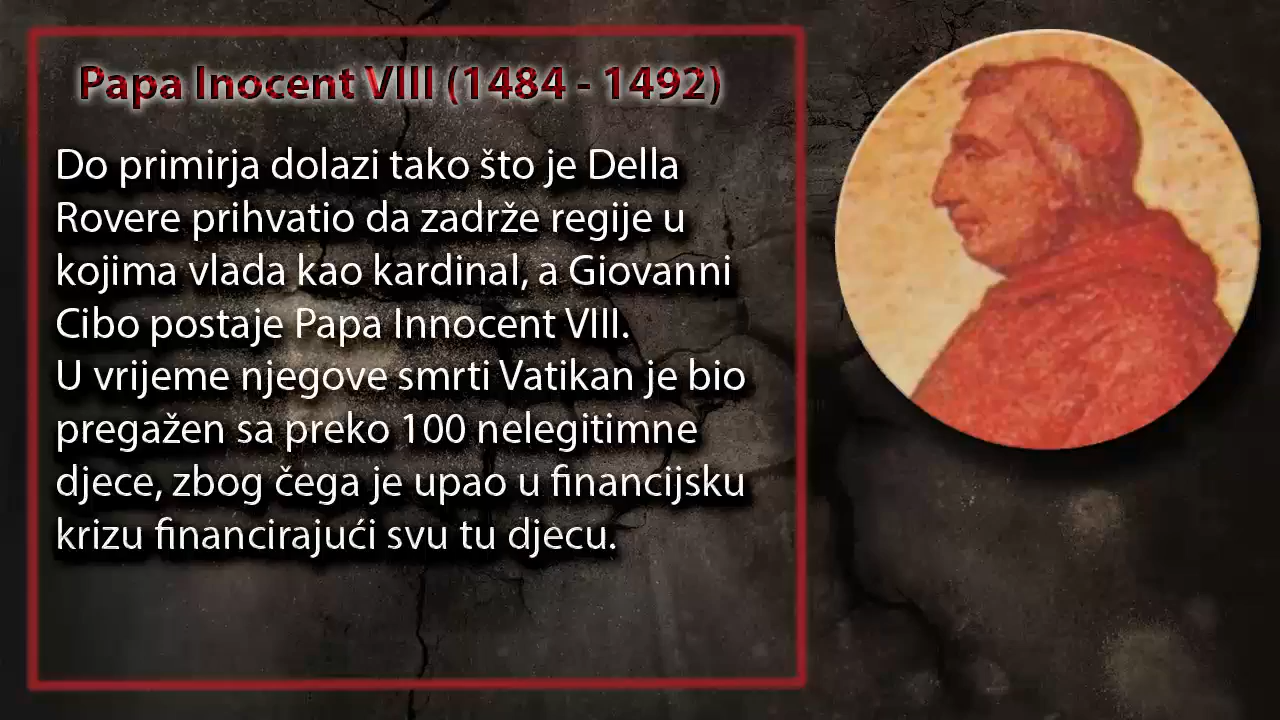 Papa Inocent VIII (1484 - 1492)
Do primirja dolazi tako što je Della
Rovere prihvatio da zadrže regije u
kojima vlada kao kardinal, a Giovanni
Cibo postaje Papa Innocent VIII.
U vrijeme njegove smrti Vatikan je bio
pregažen sa preko 100 nelegitimne
djece, zbog čega je upao u financijsku
krizu financirajući svu tu djecu.